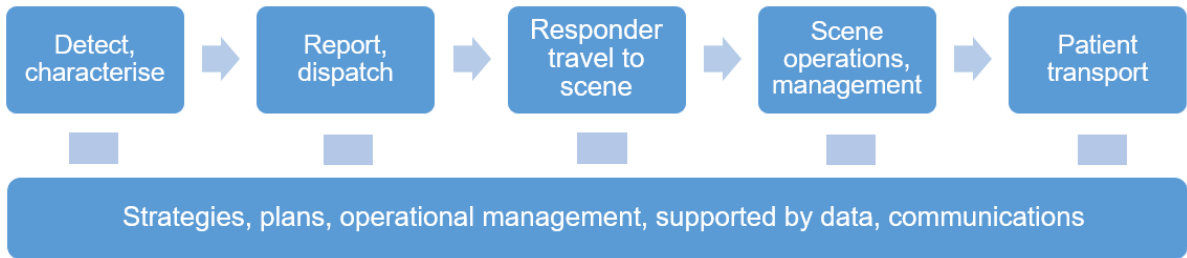 Detect,
characterise
Report,
dispatch
Responder
travel to
scene
Scene
operations,
management
Patient
transport
Strategies, plans, operational management, supported by data, communications